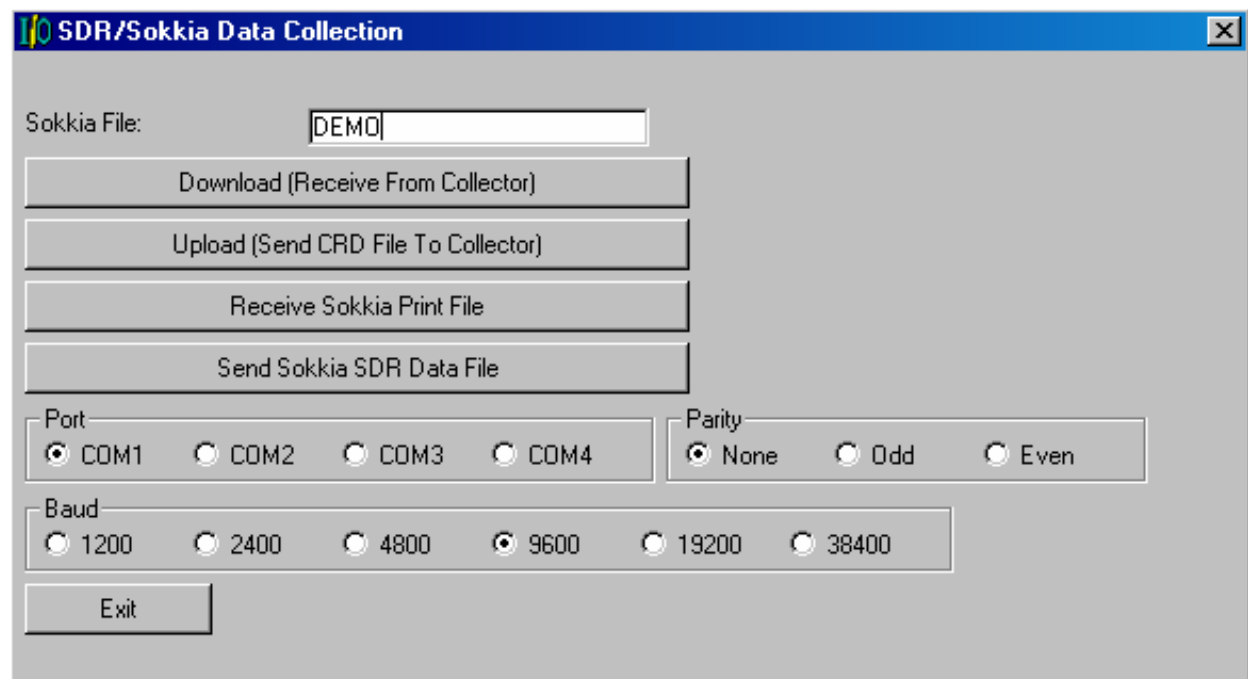 I/O SDR/Sokkia Data Collection
Sokkia File: DEMO
Download (Receive From Collector)
Upload (Send CRD File To Collector)
Receive Sokkia Print File
Send Sokkia SDR Data File
Port Parity
COM1 COM2 COM3 COM4 None Odd Even
Baud
1200 2400 4800 9600 19200 38400
Exit